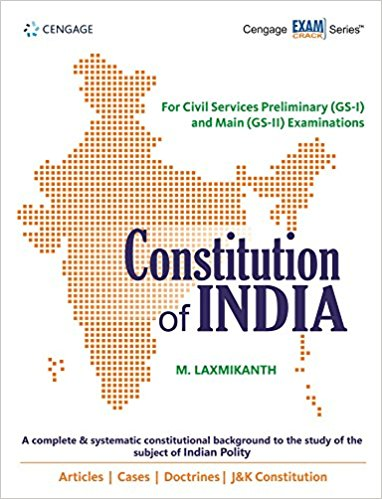 CENGAGE
Cengage EXAM CRACK Series™
For Civil Services Preliminary (GS-I)
and Main (GS-II) Examinations
Constitution
of INDIA
M. LAXMIKANTH
A complete & systematic constitutional background to the study of the
subject of Indian Polity
Articles | Cases | Doctrines | J&K Constitution